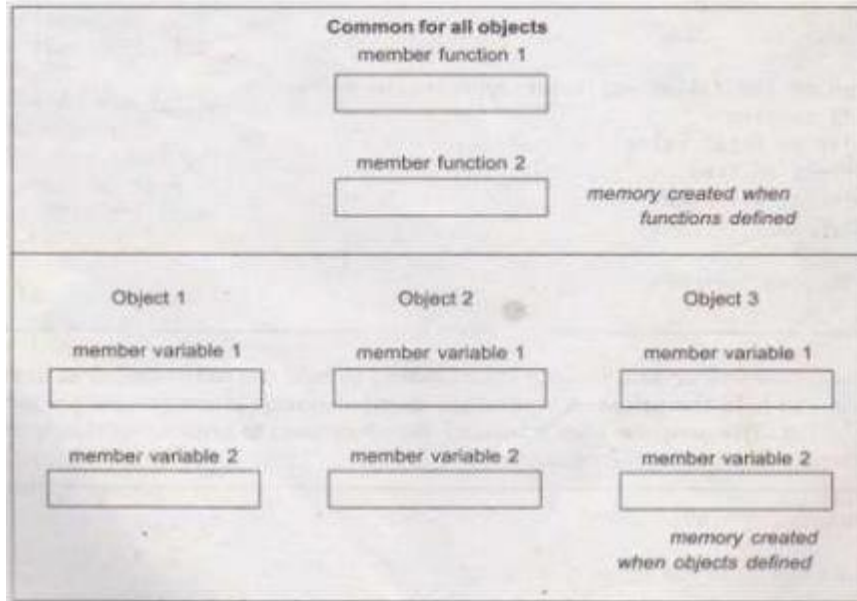 Common for all objects
member function 1
member function 2
memory created when
functions defined
Object 1
Object 2
Object 3
member variable 1
member variable 1
member variable 1
member variable 2
member variable 2
member variable 2
memory created
when objects defined